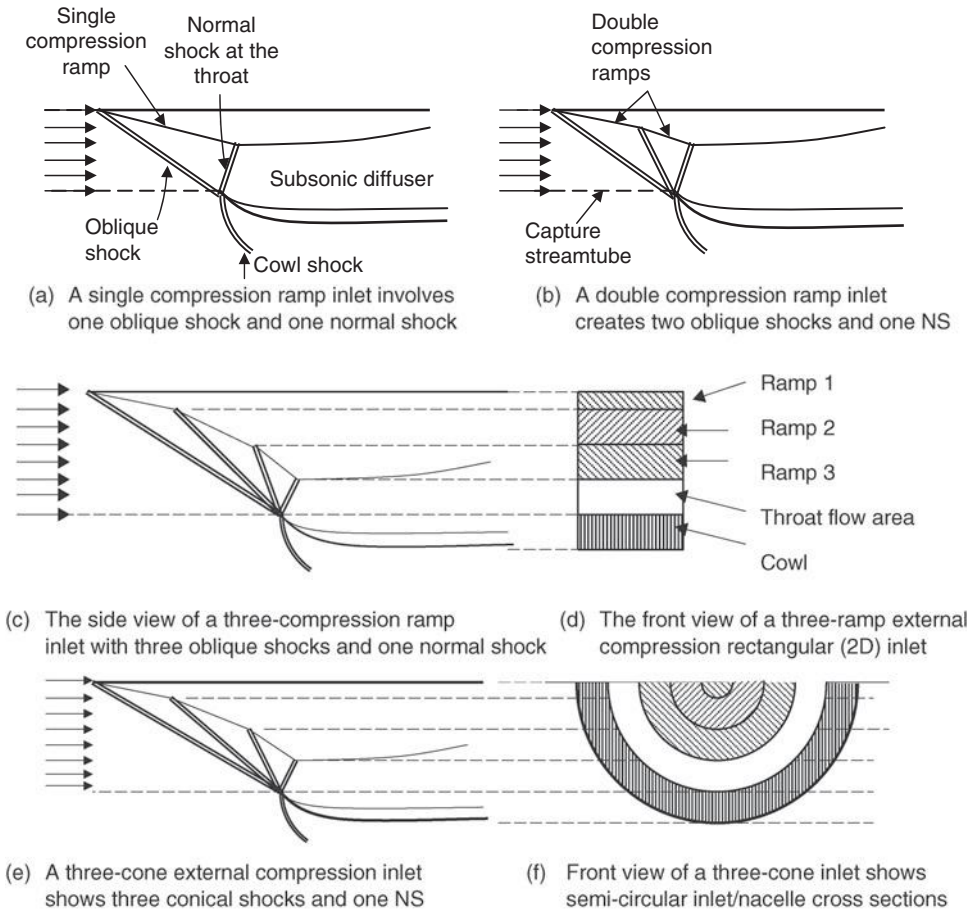 Single
compression
ramp
Normal
shock at the
throat
Double
compression
ramps
Subsonic diffuser
Oblique
shock
Cowl shock
Capture
streamtube
(a) A single compression ramp inlet involves
one oblique shock and one normal shock
(b) A double compression ramp inlet
creates two oblique shocks and one NS
Ramp 1
Ramp 2
Ramp 3
Throat flow area
Cowl
(c) The side view of a three-compression ramp
inlet with three oblique shocks and one normal shock
(d) The front view of a three-ramp external
compression rectangular (2D) inlet
(e) A three-cone external compression inlet
shows three conical shocks and one NS
(f) Front view of a three-cone inlet shows
semi-circular inlet/nacelle cross sections